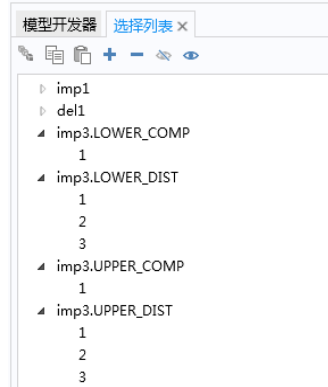 模型开发器 选择列表
imp1
del1
imp3.LOWER_COMP
1
imp3.LOWER_DIST
1
2
3
imp3.UPPER_COMP
1
imp3.UPPER_DIST
1
2
3